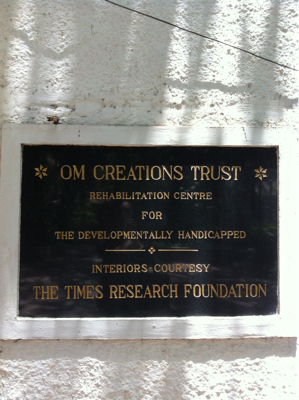 OM CREATIONS TRUST
REHABILITATION CENTRE
FOR
THE DEVELOPMENTALLY HANDICAPPED
INTERIORS COURTESY
THE TIMES RESEARCH FOUNDATION